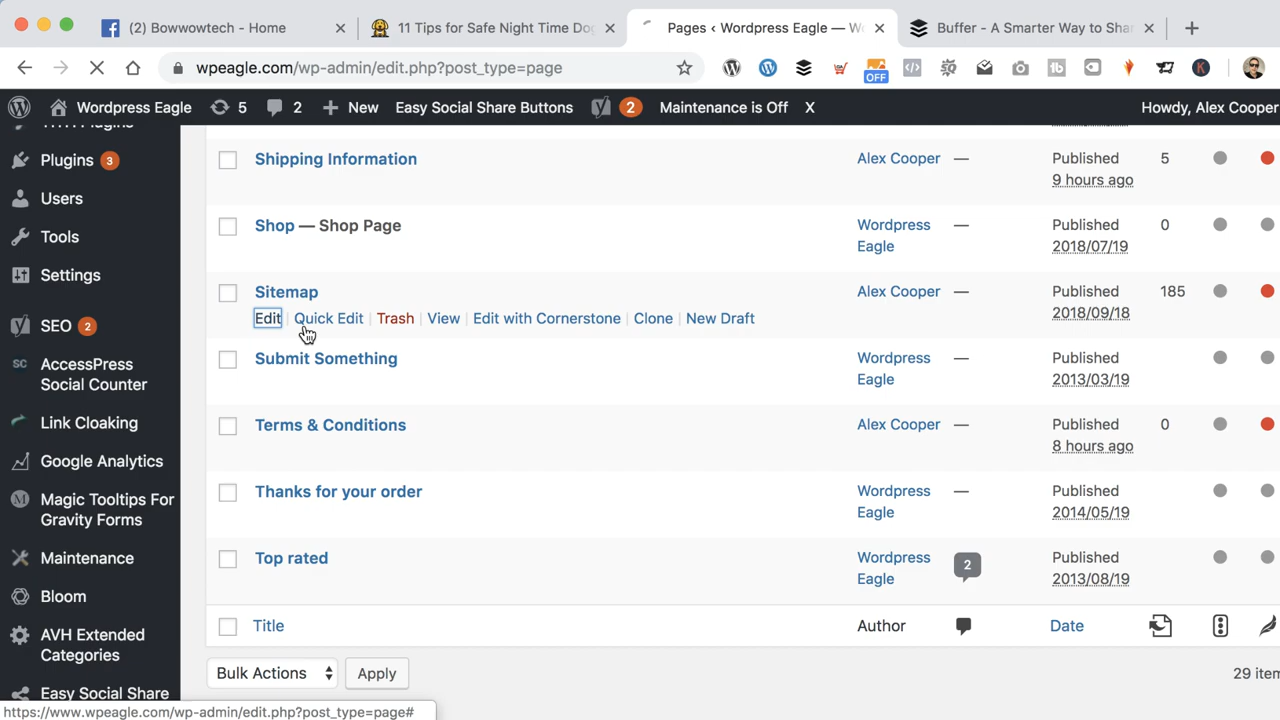 (2) Bowwowtech - Home
11 Tips for Safe Night Time Dog
Pages ‹ Wordpress Eagle — W
Buffer - A Smarter Way to Shar
wpeagle.com/wp-admin/edit.php?post_type=page
OFF
Wordpress Eagle
5
2
New
Easy Social Share Buttons
2
Maintenance is Off
X
Howdy, Alex Cooper
Plugins 3
Users
Tools
Settings
SEO 2
AccessPress
Social Counter
Link Cloaking
Google Analytics
Magic Tooltips For
Gravity Forms
Maintenance
Bloom
AVH Extended
Categories
Easy Social Share
Shipping Information
Alex Cooper
—
Published
9 hours ago
5
Shop — Shop Page
Wordpress
Eagle
—
Published
2018/07/19
0
Sitemap
Edit | Quick Edit | Trash | View | Edit with Cornerstone | Clone | New Draft
Alex Cooper
—
Published
2018/09/18
185
Submit Something
Wordpress
Eagle
—
Published
2013/03/19
Terms & Conditions
Alex Cooper
—
Published
8 hours ago
0
Thanks for your order
Wordpress
Eagle
—
Published
2014/05/19
Top rated
Wordpress
Eagle
2
Published
2013/08/19
Title
Author
Date
Bulk Actions
Apply
29 item
https://www.wpeagle.com/wp-admin/edit.php?post_type=page#